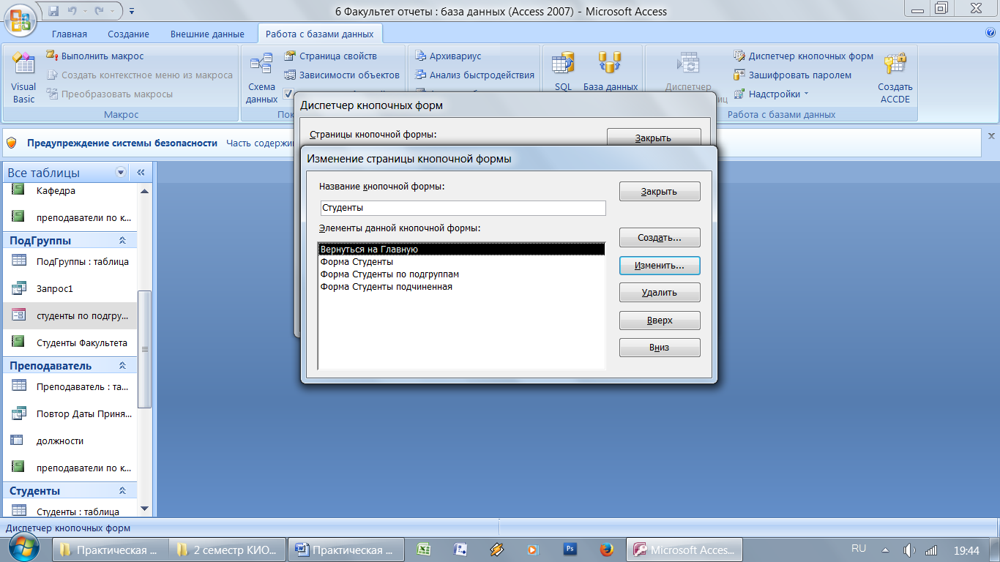 6 Факультет отчеты : база данных (Access 2007) - Microsoft Access
Главная
Создание
Внешние данные
Работа с базами данных
Visual Basic
Выполнить макрос
Создать контекстное меню из макроса
Преобразовать макросы
Макрос
Схема данных
Страница свойств
Зависимости объектов
Архивариус
Анализ быстродействия
SQL
База данных
Диспетчер
Диспетчер кнопочных форм
Зашифровать паролем
Надстройки
Создать ACCDE
Работа с базами данных
Предупреждение системы безопасности
Часть
Диспетчер кнопочных форм
Страницы кнопочной формы:
Закрыть
Изменение страницы кнопочной формы
Название кнопочной формы:
Студенты
Элементы данной кнопочной формы:
Вернуться на Главную
Форма Студенты
Форма Студенты по подгруппам
Форма Студенты подчиненная
Закрыть
Создать...
Изменить...
Удалить
Вверх
Вниз
Все таблицы
Кафедра
преподаватели по к...
ПодГруппы
ПодГруппы : таблица
Запрос1
студенты по подгру...
Студенты Факультета
Преподаватель
Преподаватель : та...
Повтор Даты Приня...
должности
преподаватели по к...
Студенты
Студенты : таблица
Диспетчер кнопочных форм
Практическая ...
2 семестр КИО...
Практическая ...
Ps
Microsoft Acces...
RU
19:44